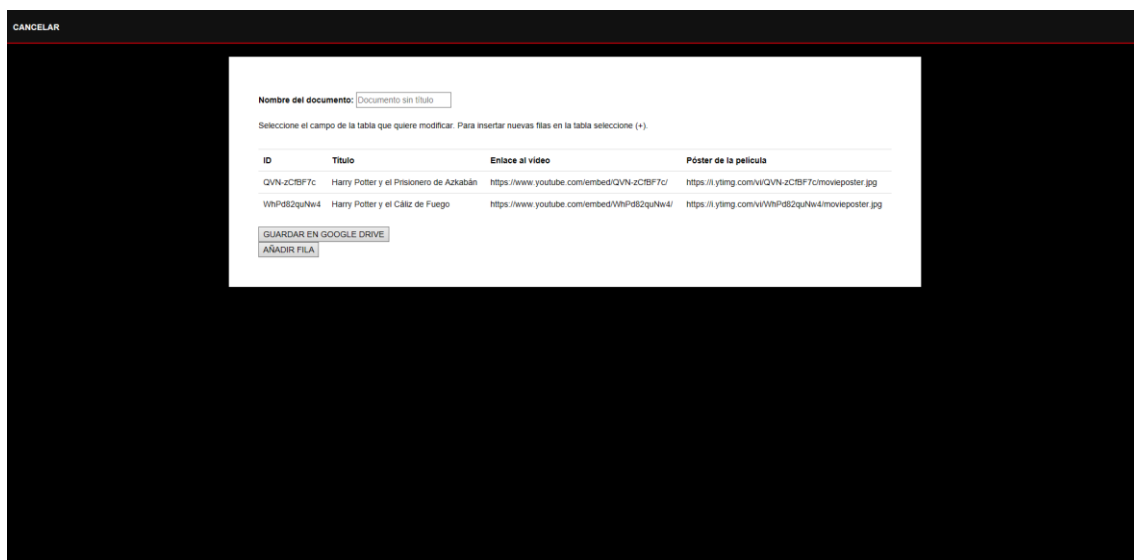 CANCELAR
Nombre del documento: Documento sin título
Seleccione el campo de la tabla que quiere modificar. Para insertar nuevas filas en la tabla seleccione (+).
ID Título Enlace al vídeo Póster de la película
QVN-zCfBF7c Harry Potter y el Prisionero de Azkabán https://www.youtube.com/embed/QVN-zCfBF7c/ https://i.ytimg.com/vi/QVN-zCfBF7c/movieposter.jpg
WhPd82quNw4 Harry Potter y el Cáliz de Fuego https://www.youtube.com/embed/WhPd82quNw4/ https://i.ytimg.com/vi/WhPd82quNw4/movieposter.jpg
GUARDAR EN GOOGLE DRIVE
AÑADIR FILA